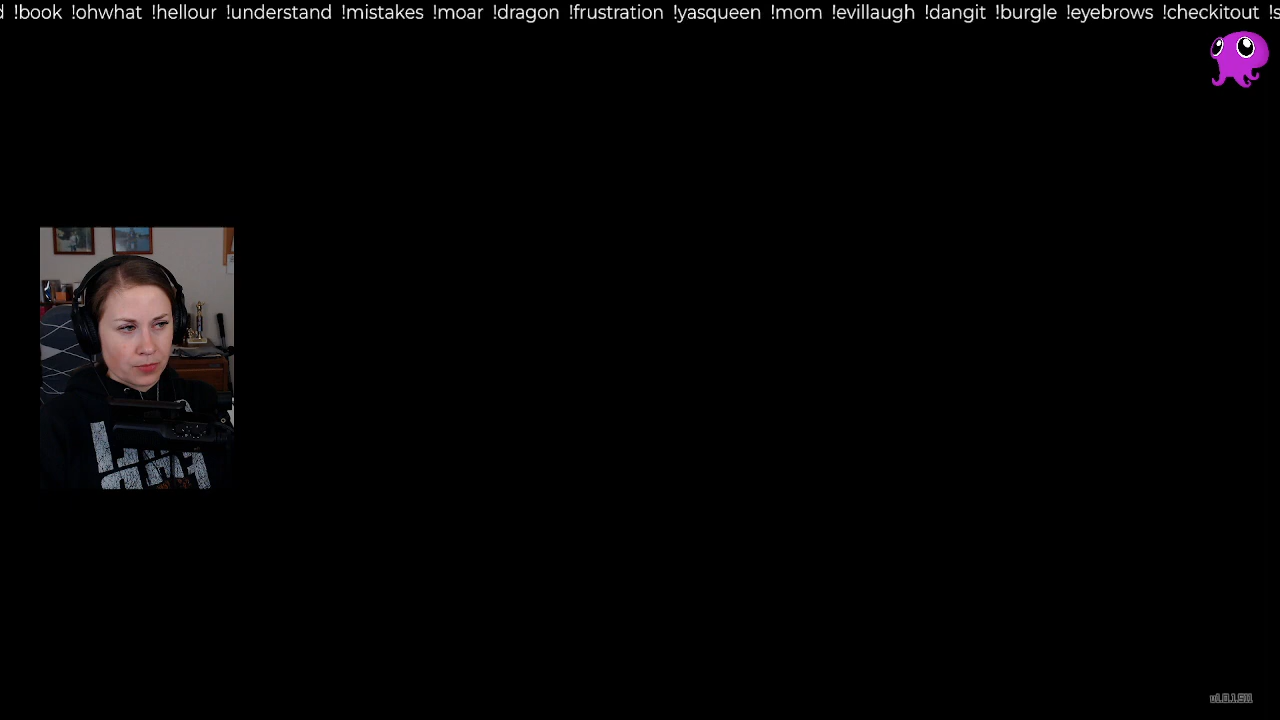 !book !ohwhat !hellour !understand !mistakes !moar !dragon !frustration !yasqueen !mom !evillaugh !dangit !burgle !eyebrows !checkitout